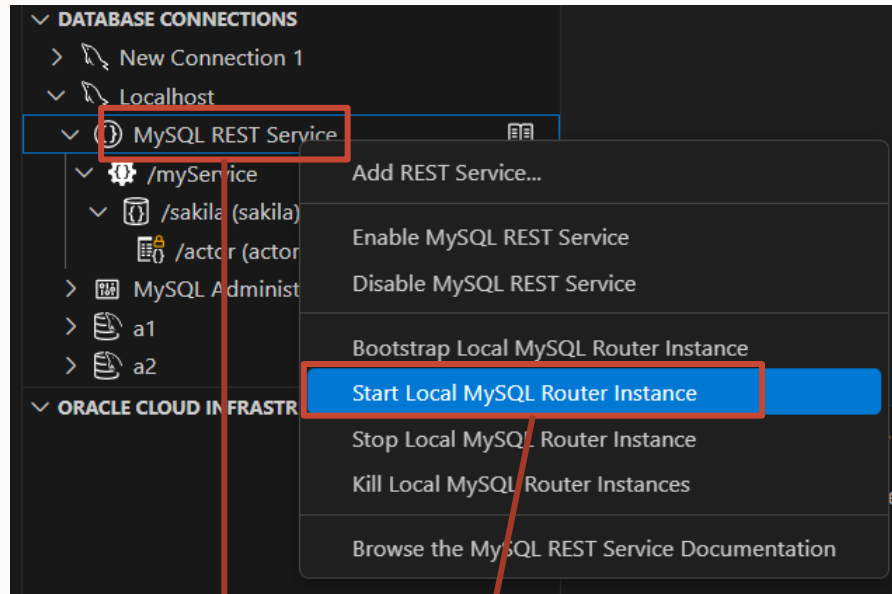 DATABASE CONNECTIONS
New Connection 1
Localhost
MySQL REST Service
/myService
/sakila (sakila)
/actor (actor
MySQL Administ
a1
a2
ORACLE CLOUD INFRASTR
Add REST Service...
Enable MySQL REST Service
Disable MySQL REST Service
Bootstrap Local MySQL Router Instance
Start Local MySQL Router Instance
Stop Local MySQL Router Instance
Kill Local MySQL Router Instances
Browse the MySQL REST Service Documentation